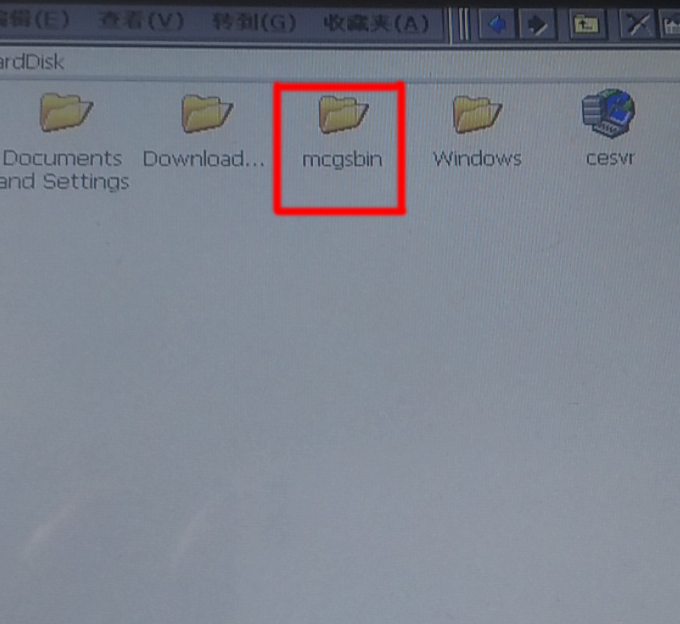 编辑(E) 查看(V) 转到(G) 收藏夹(A)
ardDisk
Documents and Settings
Download...
mcgsbin
Windows
cesvr